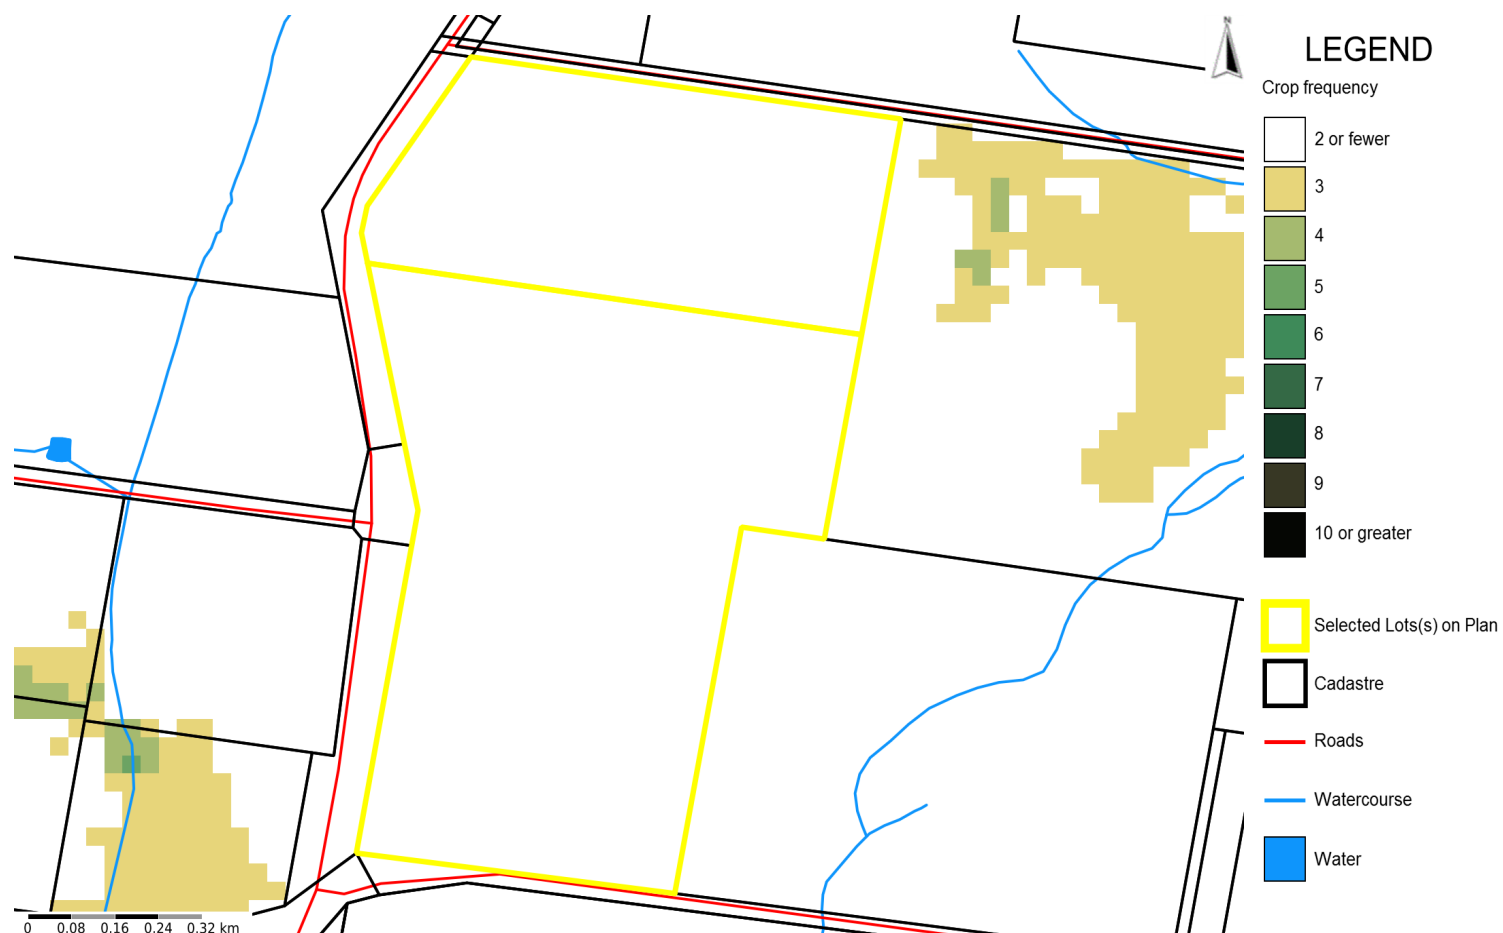 N
LEGEND
Crop frequency
2 or fewer
3
4
5
6
7
8
9
10 or greater
Selected Lots(s) on Plan
Cadastre
Roads
Watercourse
Water
0 0.08 0.16 0.24 0.32 km